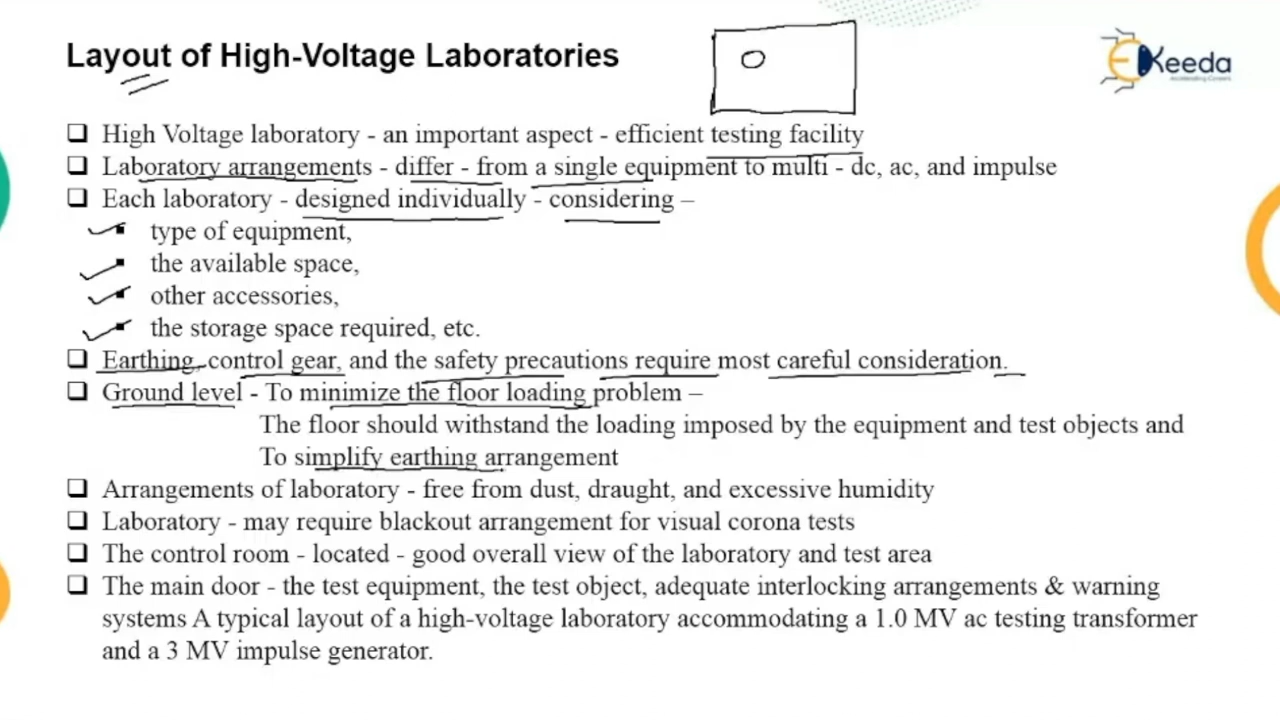 Layout of High-Voltage Laboratories
EKeeda
❑ High Voltage laboratory - an important aspect - efficient testing facility
❑ Laboratory arrangements - differ - from a single equipment to multi - dc, ac, and impulse
❑ Each laboratory - designed individually - considering –
▪ type of equipment,
▪ the available space,
▪ other accessories,
▪ the storage space required, etc.
❑ Earthing, control gear, and the safety precautions require most careful consideration.
❑ Ground level - To minimize the floor loading problem –
The floor should withstand the loading imposed by the equipment and test objects and
To simplify earthing arrangement
❑ Arrangements of laboratory - free from dust, draught, and excessive humidity
❑ Laboratory - may require blackout arrangement for visual corona tests
❑ The control room - located - good overall view of the laboratory and test area
❑ The main door - the test equipment, the test object, adequate interlocking arrangements & warning
systems A typical layout of a high-voltage laboratory accommodating a 1.0 MV ac testing transformer
and a 3 MV impulse generator.